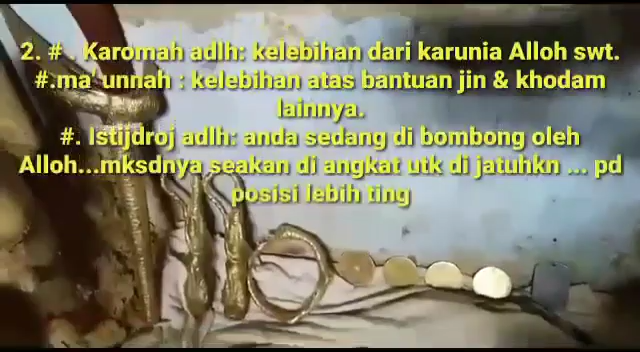 2. # . Karomah adlh: kelebihan dari karunia Alloh swt.
#.ma' unnah : kelebihan atas bantuan jin & khodam
lainnya.
#. Istijdroj adlh: anda sedang di bombong oleh
Alloh...mksdnya seakan di angkat utk di jatuhkn ... pd
posisi lebih ting